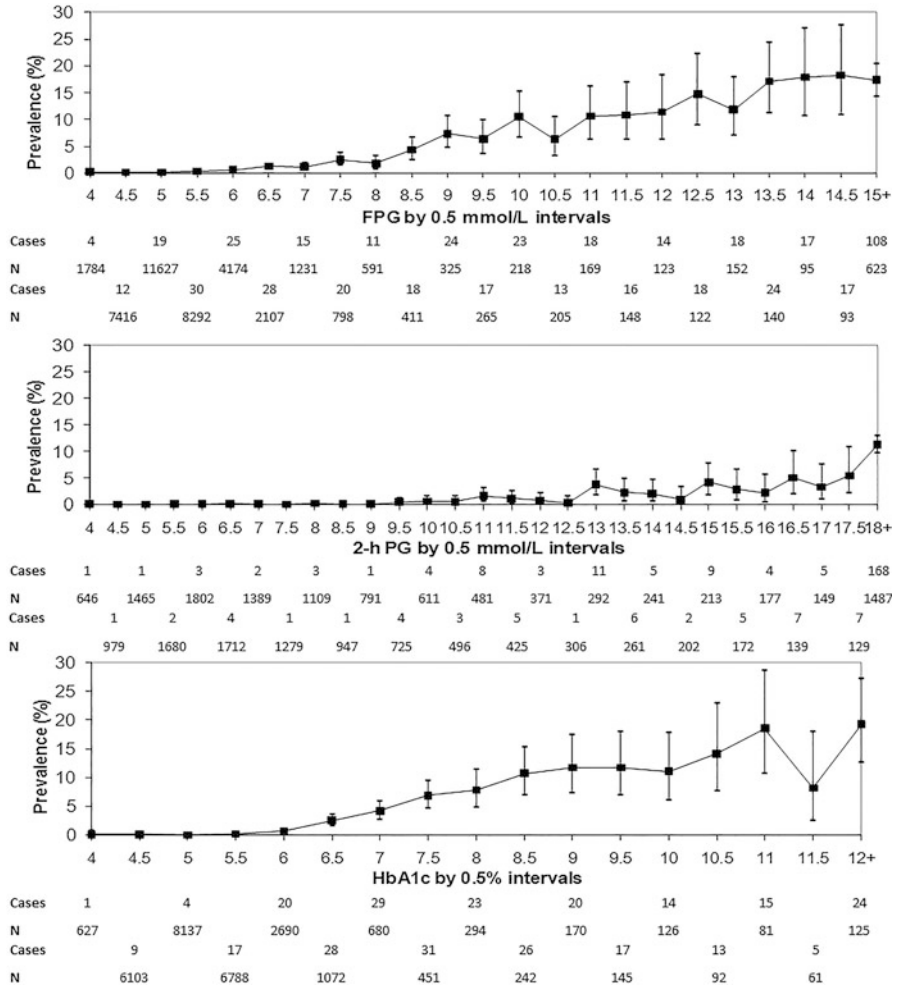 30
25
20
15
10
5
0
Prevalence (%)
4 4.5 5 5.5 6 6.5 7 7.5 8 8.5 9 9.5 10 10.5 11 11.5 12 12.5 13 13.5 14 14.5 15+
FPG by 0.5 mmol/L intervals
Cases 4 19 25 15 11 24 23 18 14 18 17 108
N 1784 11627 4174 1231 591 325 218 169 123 152 95 623
Cases 12 30 28 20 18 17 13 16 18 24 17
N 7416 8292 2107 798 411 265 205 148 122 140 93
30
25
20
15
10
5
0
Prevalence (%)
4 4.5 5 5.5 6 6.5 7 7.5 8 8.5 9 9.5 10 10.5 11 11.5 12 12.5 13 13.5 14 14.5 15 15.5 16 16.5 17 17.5 18+
2-h PG by 0.5 mmol/L intervals
Cases 1 1 3 2 3 1 4 8 3 11 5 9 4 5 168
N 646 1465 1802 1389 1109 791 611 481 371 292 241 213 177 149 1487
Cases 1 2 4 1 1 4 3 5 1 6 2 5 7 7
N 979 1680 1712 1279 947 725 496 425 306 261 202 172 139 129
30
25
20
15
10
5
0
Prevalence (%)
4 4.5 5 5.5 6 6.5 7 7.5 8 8.5 9 9.5 10 10.5 11 11.5 12+
HbA1c by 0.5% intervals
Cases 1 4 20 29 23 20 14 15 24
N 627 8137 2690 680 294 170 126 81 125
Cases 9 17 28 31 26 17 13 5
N 6103 6788 1072 451 242 145 92 61